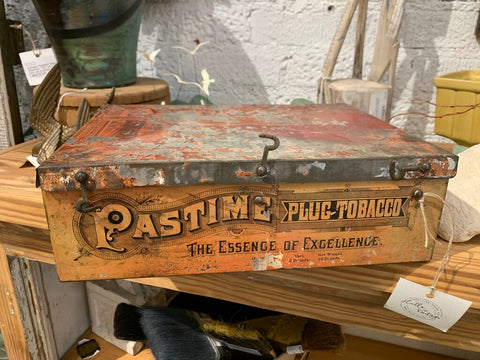 PASTIME PLUG-TOBACCO
THE ESSENCE OF EXCELLENCE.